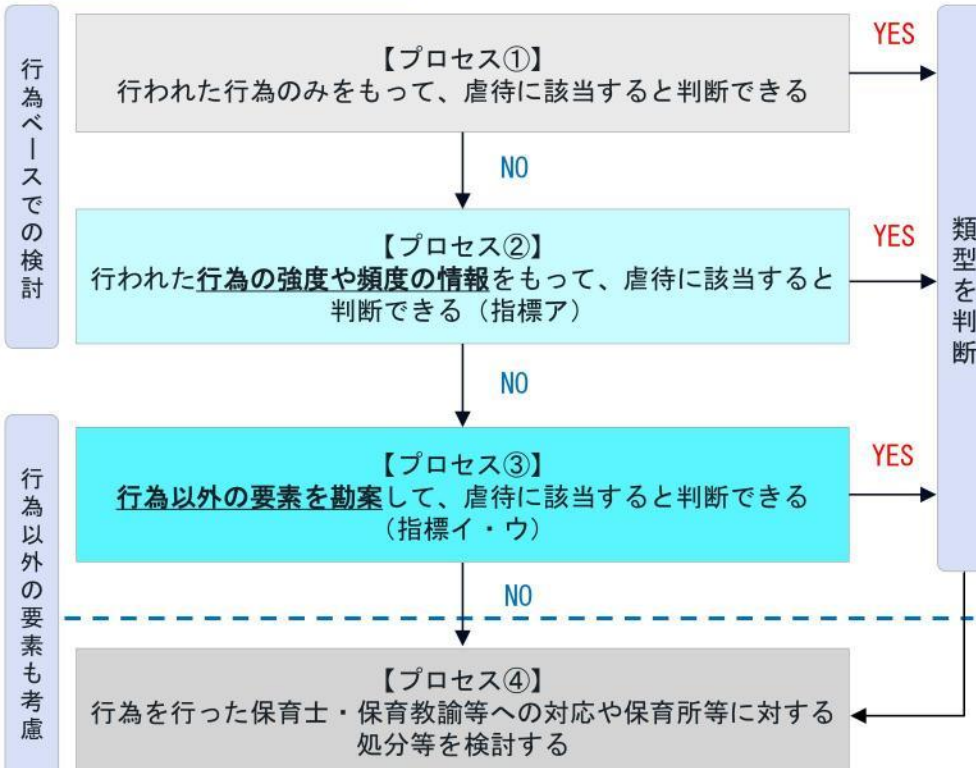 行為ベースでの検討
【プロセス①】
行われた行為のみをもって、虐待に該当すると判断できる
YES
NO
【プロセス②】
行われた行為の強度や頻度の情報をもって、虐待に該当すると
判断できる（指標ア）
YES
類型を判断
NO
行為以外の要素も考慮
【プロセス③】
行為以外の要素を勘案して、虐待に該当すると判断できる
（指標イ・ウ）
YES
NO
【プロセス④】
行為を行った保育士・保育教諭等への対応や保育所等に対する
処分等を検討する